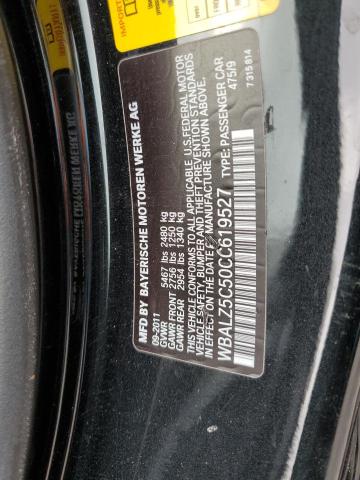 MFD BY BAYERISCHE MOTOREN WERKE AG
09-2011
GVWR 5467 lbs 2480 kg
GAWR FRONT 2756 lbs 1250 kg
GAWR REAR 2954 lbs 1340 kg
THIS VEHICLE CONFORMS TO ALL APPLICABLE U.S. FEDERAL MOTOR
VEHICLE SAFETY, BUMPER AND THEFT PREVENTION STANDARDS
IN EFFECT ON THE DATE OF MANUFACTURE SHOWN ABOVE.
WBALZ5C50CC619527 TYPE: PASSENGER CAR
475/9
7 315 814